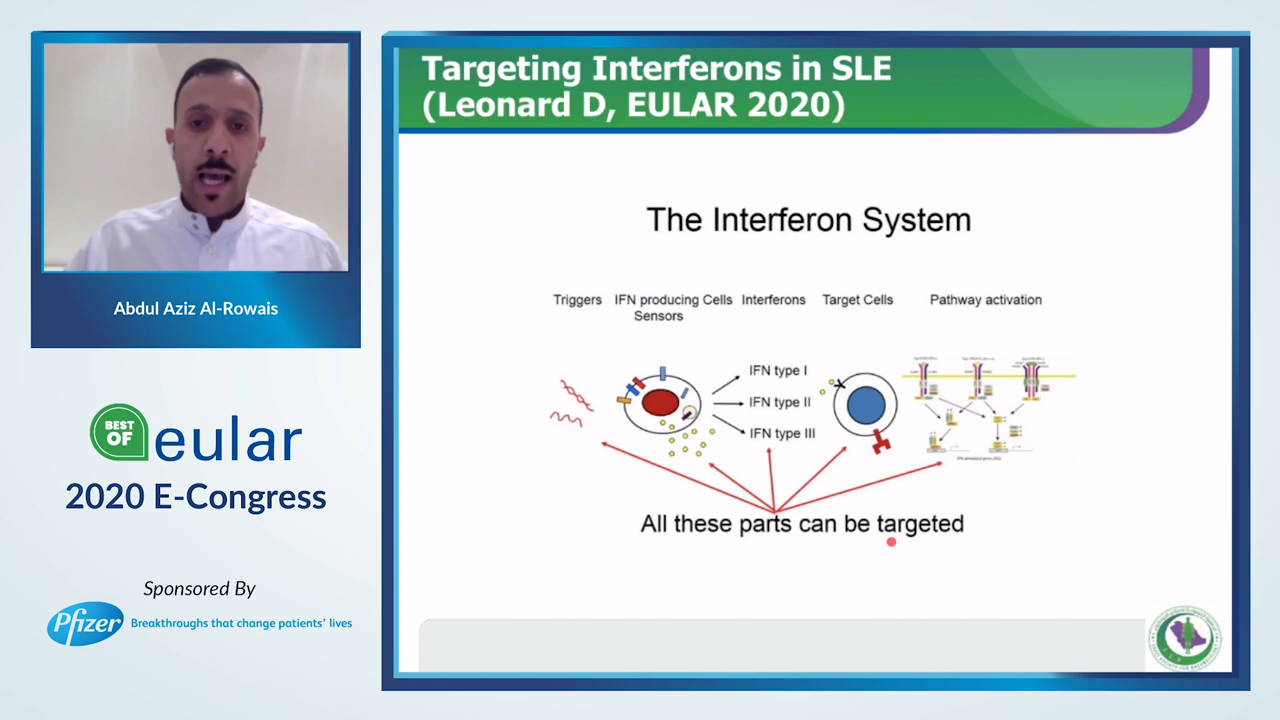 Targeting Interferons in SLE
(Leonard D, EULAR 2020)
The Interferon System
Triggers
IFN producing Cells
Sensors
Interferons
Target Cells
Pathway activation
IFN type I
IFN type II
IFN type III
All these parts can be targeted
Abdul Aziz Al-Rowais
BEST
OF
eular
2020 E-Congress
Sponsored By
Pfizer
Breakthroughs that change patients' lives